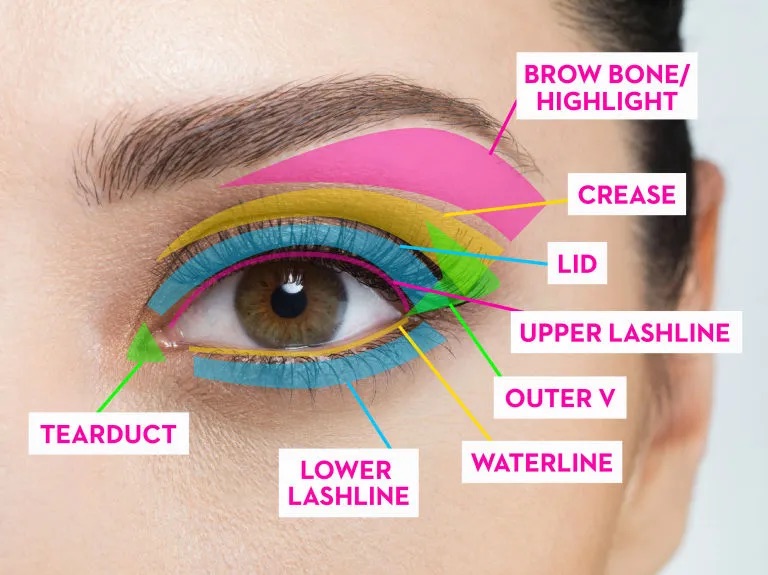 BROW BONE/
HIGHLIGHT
CREASE
LID
UPPER LASHLINE
OUTER V
TEARDUCT
WATERLINE
LOWER
LASHLINE